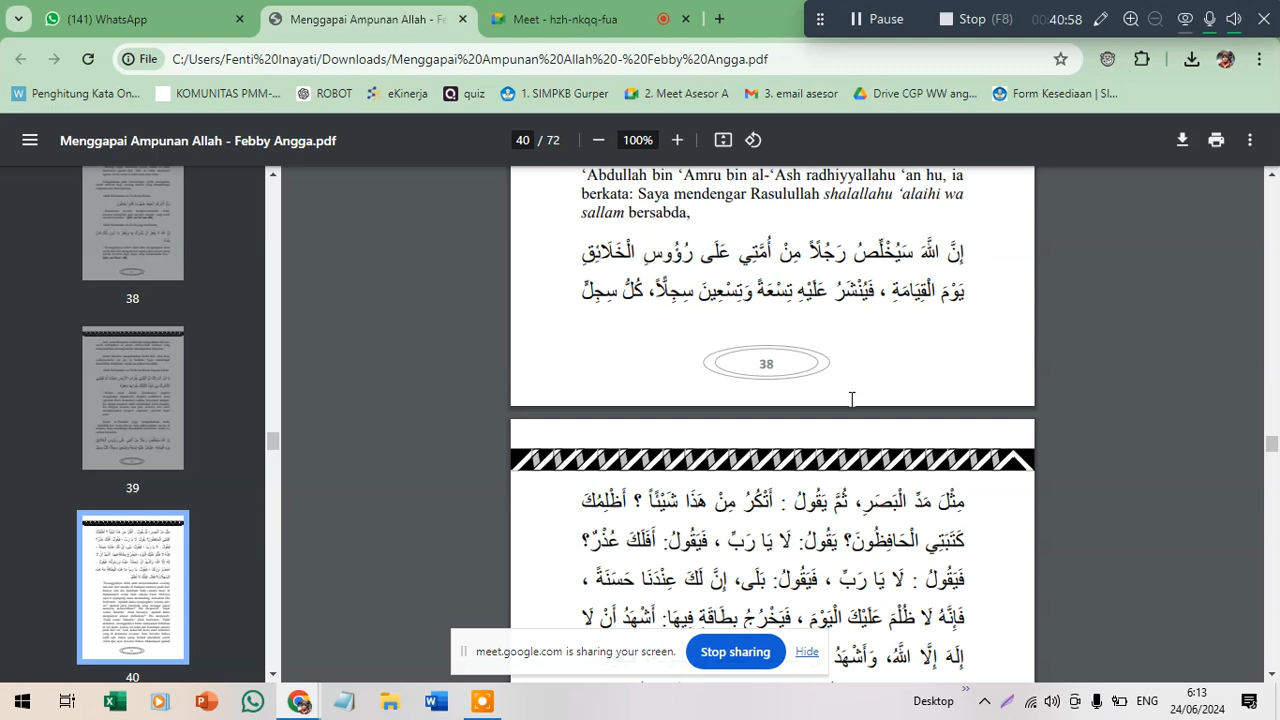 (141) WhatsApp
Menggapai Ampunan Allah - Fe
Meet - hzh-nkqq-fua
Pause
Stop (F8)
00:40:58
File
C:/Users/Fenti%20Inayati/Downloads/Menggapai%20Ampunan%20Allah%20-%20Febby%20Angga.pdf
Penghitung Kata On...
KOMUNITAS PMM-...
ROBOT
eKinerja
quiz
1. SIMPKB Gurper
2. Meet Asesor A
3. email asesor
Drive CGP WW ang...
Form Kesediaan | Sl...
Menggapai Ampunan Allah - Febby Angga.pdf
40 / 72
100%
38
39
40
'Abdullah bin 'Amru bin al-'Ash radhiyyallahu 'an hu, ia
berkata: Saya mendengar Rasulullah shalallahu 'alaihi wa
sallam bersabda,
إِنَّ اللَّهَ سَيُخَلِّصُ رَجُلًا مِنْ أُمَّتِي عَلَى رُؤُوسِ الْخَلَائِقِ
يَوْمَ الْقِيَامَةِ ، فَيُنْشَرُ عَلَيْهِ تِسْعَةً وَتِسْعِينَ سِجِلًّا، كُلُّ سِجِلٍّ
38
مِثْلَ مَدِّ الْبَصَرِ، ثُمَّ يَقُولُ : أَتُنْكِرُ مِنْ هَذَا شَيْئًا ؟ أَظْلَمَكَ
كَتَبَتِي الْحَافِظُونَ؟ يَقُولُ: لَا يَا رَبِّ ، فَيَقُولُ: أَفَلَكَ عُذْرٌ؟
فَيَقُولُ : لَا يَا رَبِّ ، فَيَقُولُ: بَلَى، إِنَّ لَكَ عِنْدَنَا حَسَنَةً ،
فَإِنَّهُ لَا ظُلْمَ عَلَيْكَ الْيَوْمَ، فَيُخْرِجُ بِطَاقَةٍ فِيهَا: أَشْهَدُ أَنْ لَا
إِلَهَ إِلَّا اللَّهُ، وَأَشْهَدُ
meet.google.com is sharing your screen.
Stop sharing
Hide
Desktop
ENG
6:13
24/06/2024